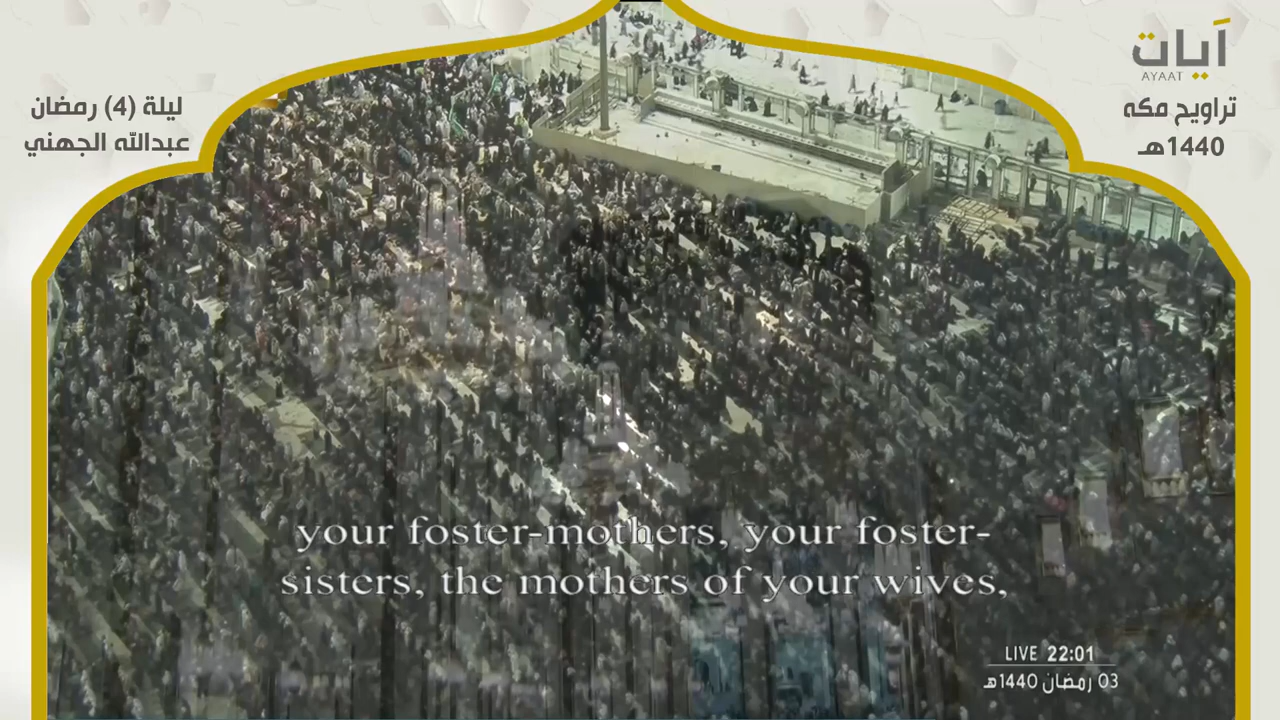 آيات
AYAAT
تراويح مكه
1440هـ
ليلة (4) رمضان
عبدالله الجهني
your foster-mothers, your foster-
sisters, the mothers of your wives,
LIVE 22:01
03 رمضان 1440هـ